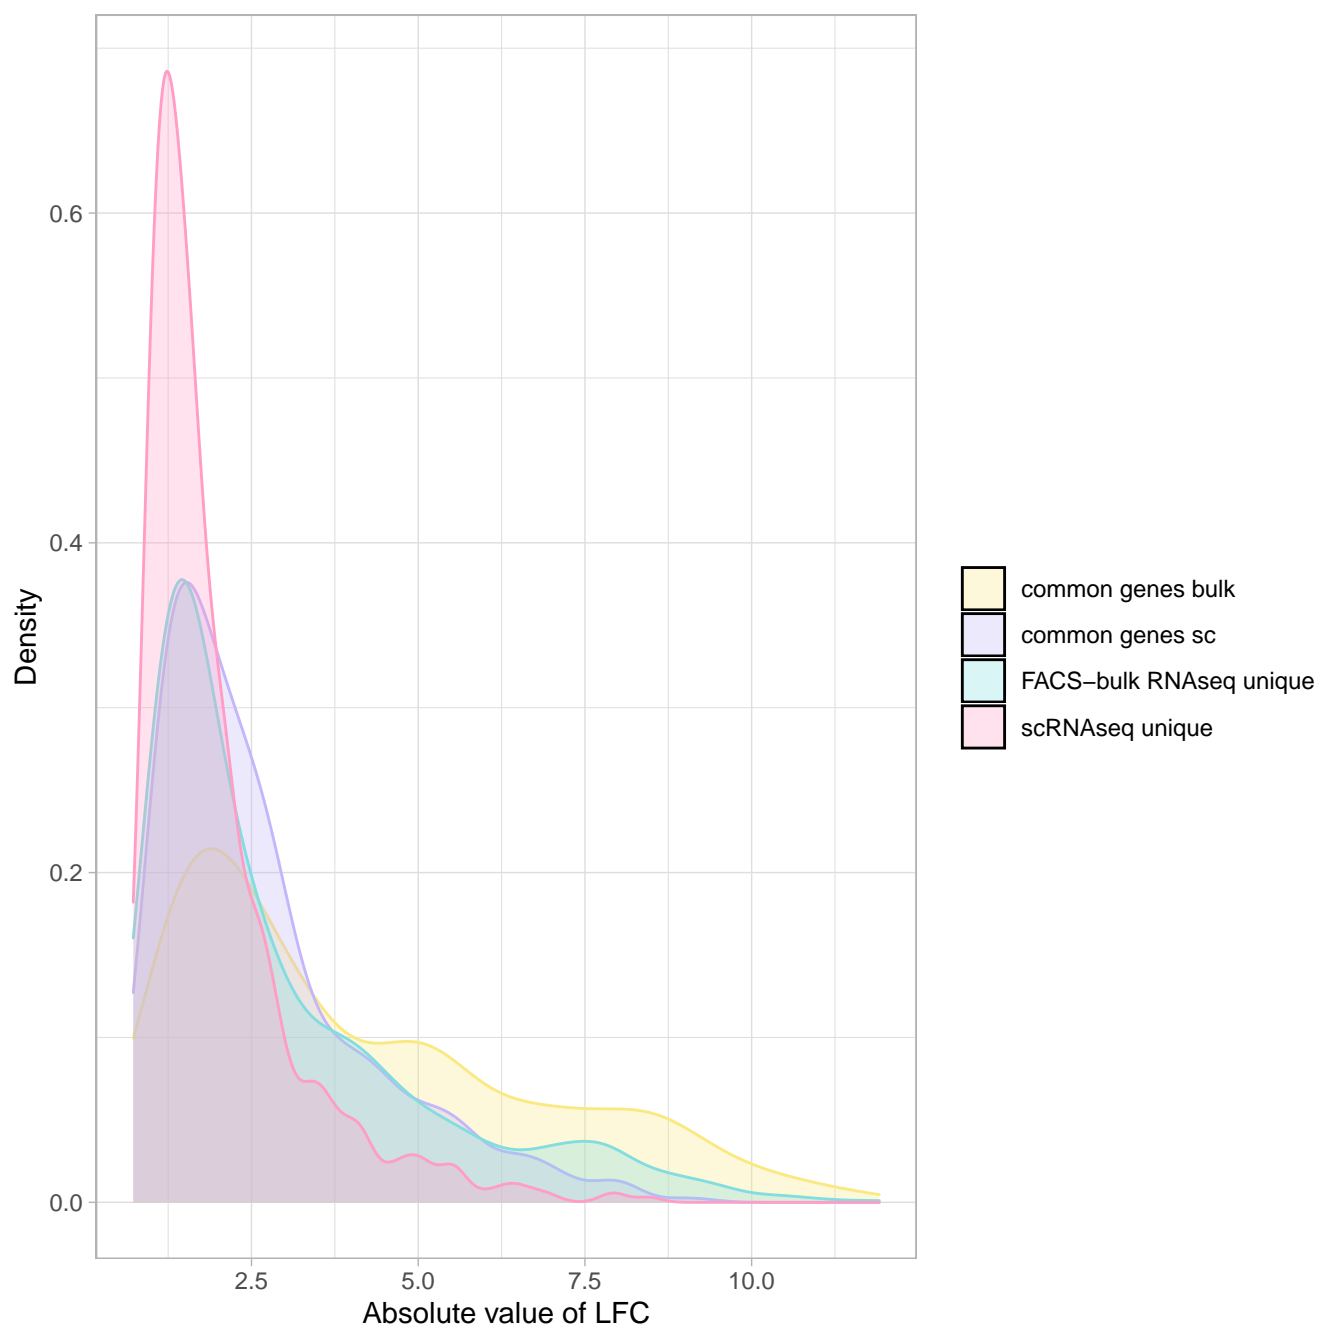 0.6
0.4
0.2
0.0
Density
2.5
5.0
7.5
10.0
Absolute value of LFC
common genes bulk
common genes sc
FACS−bulk RNAseq unique
scRNAseq unique